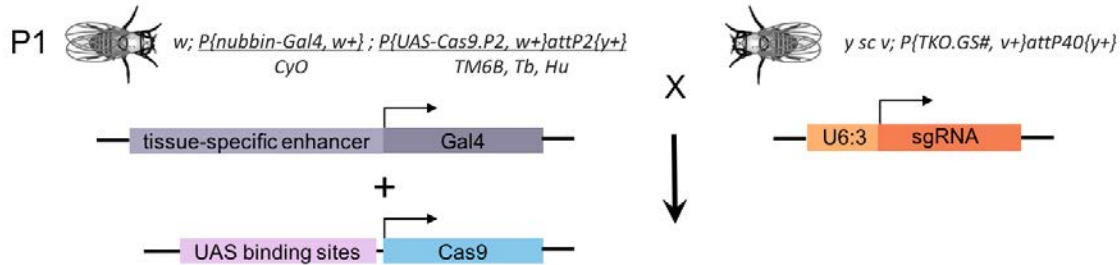 P1
w; P{nubbin-Gal4, w+} ; P{UAS-Cas9.P2, w+}attP2{y+}
CyO TM6B, Tb, Hu
X
y sc v; P{TKO.GS#, v+}attP40{y+}
tissue-specific enhancer Gal4
U6:3 sgRNA
+
UAS binding sites Cas9